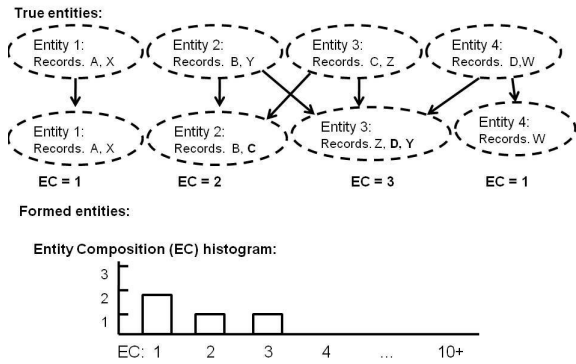 True entities:
Entity 1:
Records. A, X
Entity 2:
Records. B, Y
Entity 3:
Records. C, Z
Entity 4:
Records. D,W
Entity 1:
Records. A, X
Entity 2:
Records. B, C
Entity 3:
Records. Z, D, Y
Entity 4:
Records. W
EC = 1
EC = 2
EC = 3
EC = 1
Formed entities:
Entity Composition (EC) histogram:
3
2
1
EC: 1 2 3 4 ... 10+